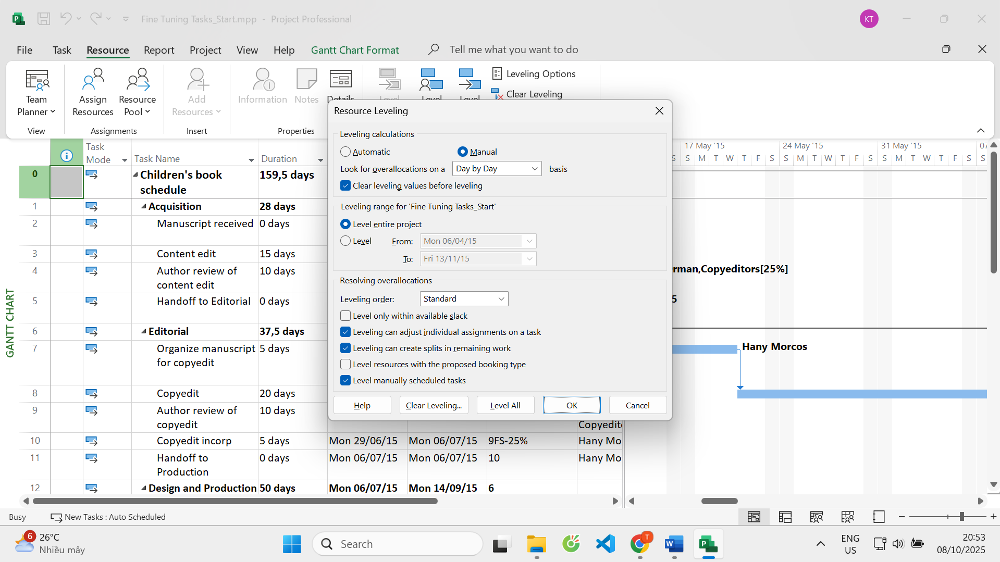 Fine Tuning Tasks_Start.mpp - Project Professional
KT
File Task Resource Report Project View Help Gantt Chart Format Tell me what you want to do
Team Planner
Assign Resources
Resource Pool
Add Resources
Information
Notes
Details
Level
Level
Level
Leveling Options
Clear Leveling
View
Assignments
Insert
Properties
Resource Leveling
Leveling calculations
Automatic Manual
Look for overallocations on a Day by Day basis
Clear leveling values before leveling
Leveling range for 'Fine Tuning Tasks_Start'
Level entire project
Level From: Mon 06/04/15
To: Fri 13/11/15
Resolving overallocations
Leveling order: Standard
Level only within available slack
Leveling can adjust individual assignments on a task
Leveling can create splits in remaining work
Level resources with the proposed booking type
Level manually scheduled tasks
Help Clear Leveling... Level All OK Cancel
GANTT CHART
Task
Mode Task Name Duration
0 Children's book 159,5 days
schedule
1 Acquisition 28 days
2 Manuscript received 0 days
3 Content edit 15 days
4 Author review of 10 days
content edit
5 Handoff to Editorial 0 days
6 Editorial 37,5 days
7 Organize manuscript 5 days
for copyedit
8 Copyedit 20 days
9 Author review of 10 days
copyedit
10 Copyedit incorp 5 days Mon 29/06/15 Mon 06/07/15 9FS-25% Hany Mo
11 Handoff to 0 days Mon 06/07/15 Mon 06/07/15 10 Hany Mo
Production
12 Design and Production 50 days Mon 06/07/15 Mon 14/09/15 6
17 May '15 24 May '15 31 May '15 07
S S M T W T F S S M T W T F S S M T W T F S S
rman,Copyeditors[25%]
5
Hany Morcos
Busy New Tasks : Auto Scheduled
6
26°C
Nhiều mây
Search
T
ENG
US
20:53
08/10/2025